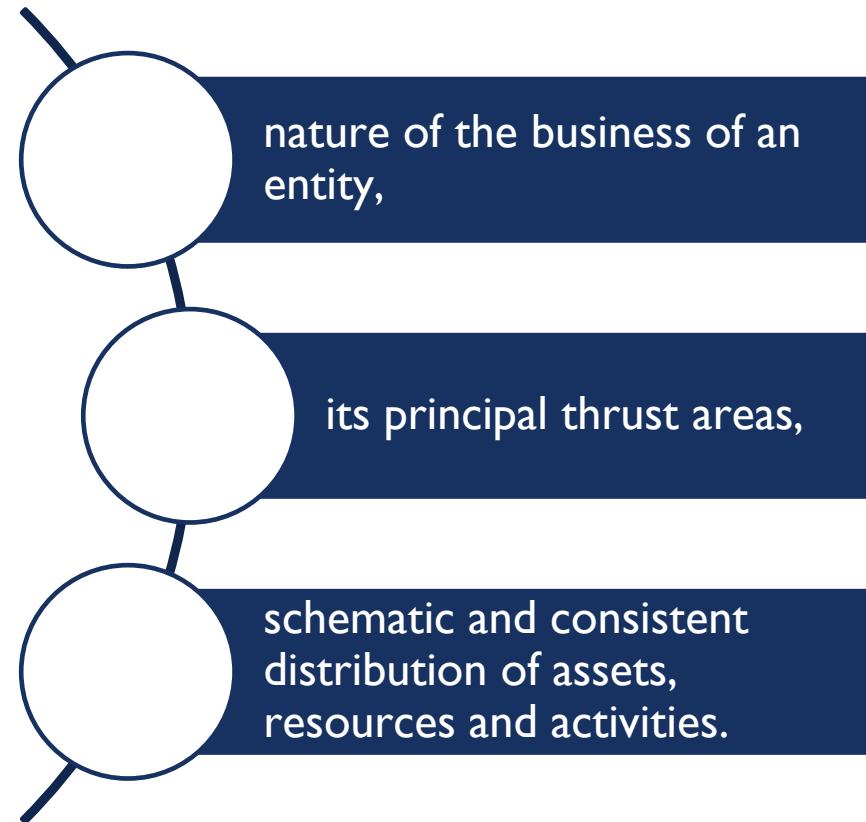 nature of the business of an
entity,
its principal thrust areas,
schematic and consistent
distribution of assets,
resources and activities.